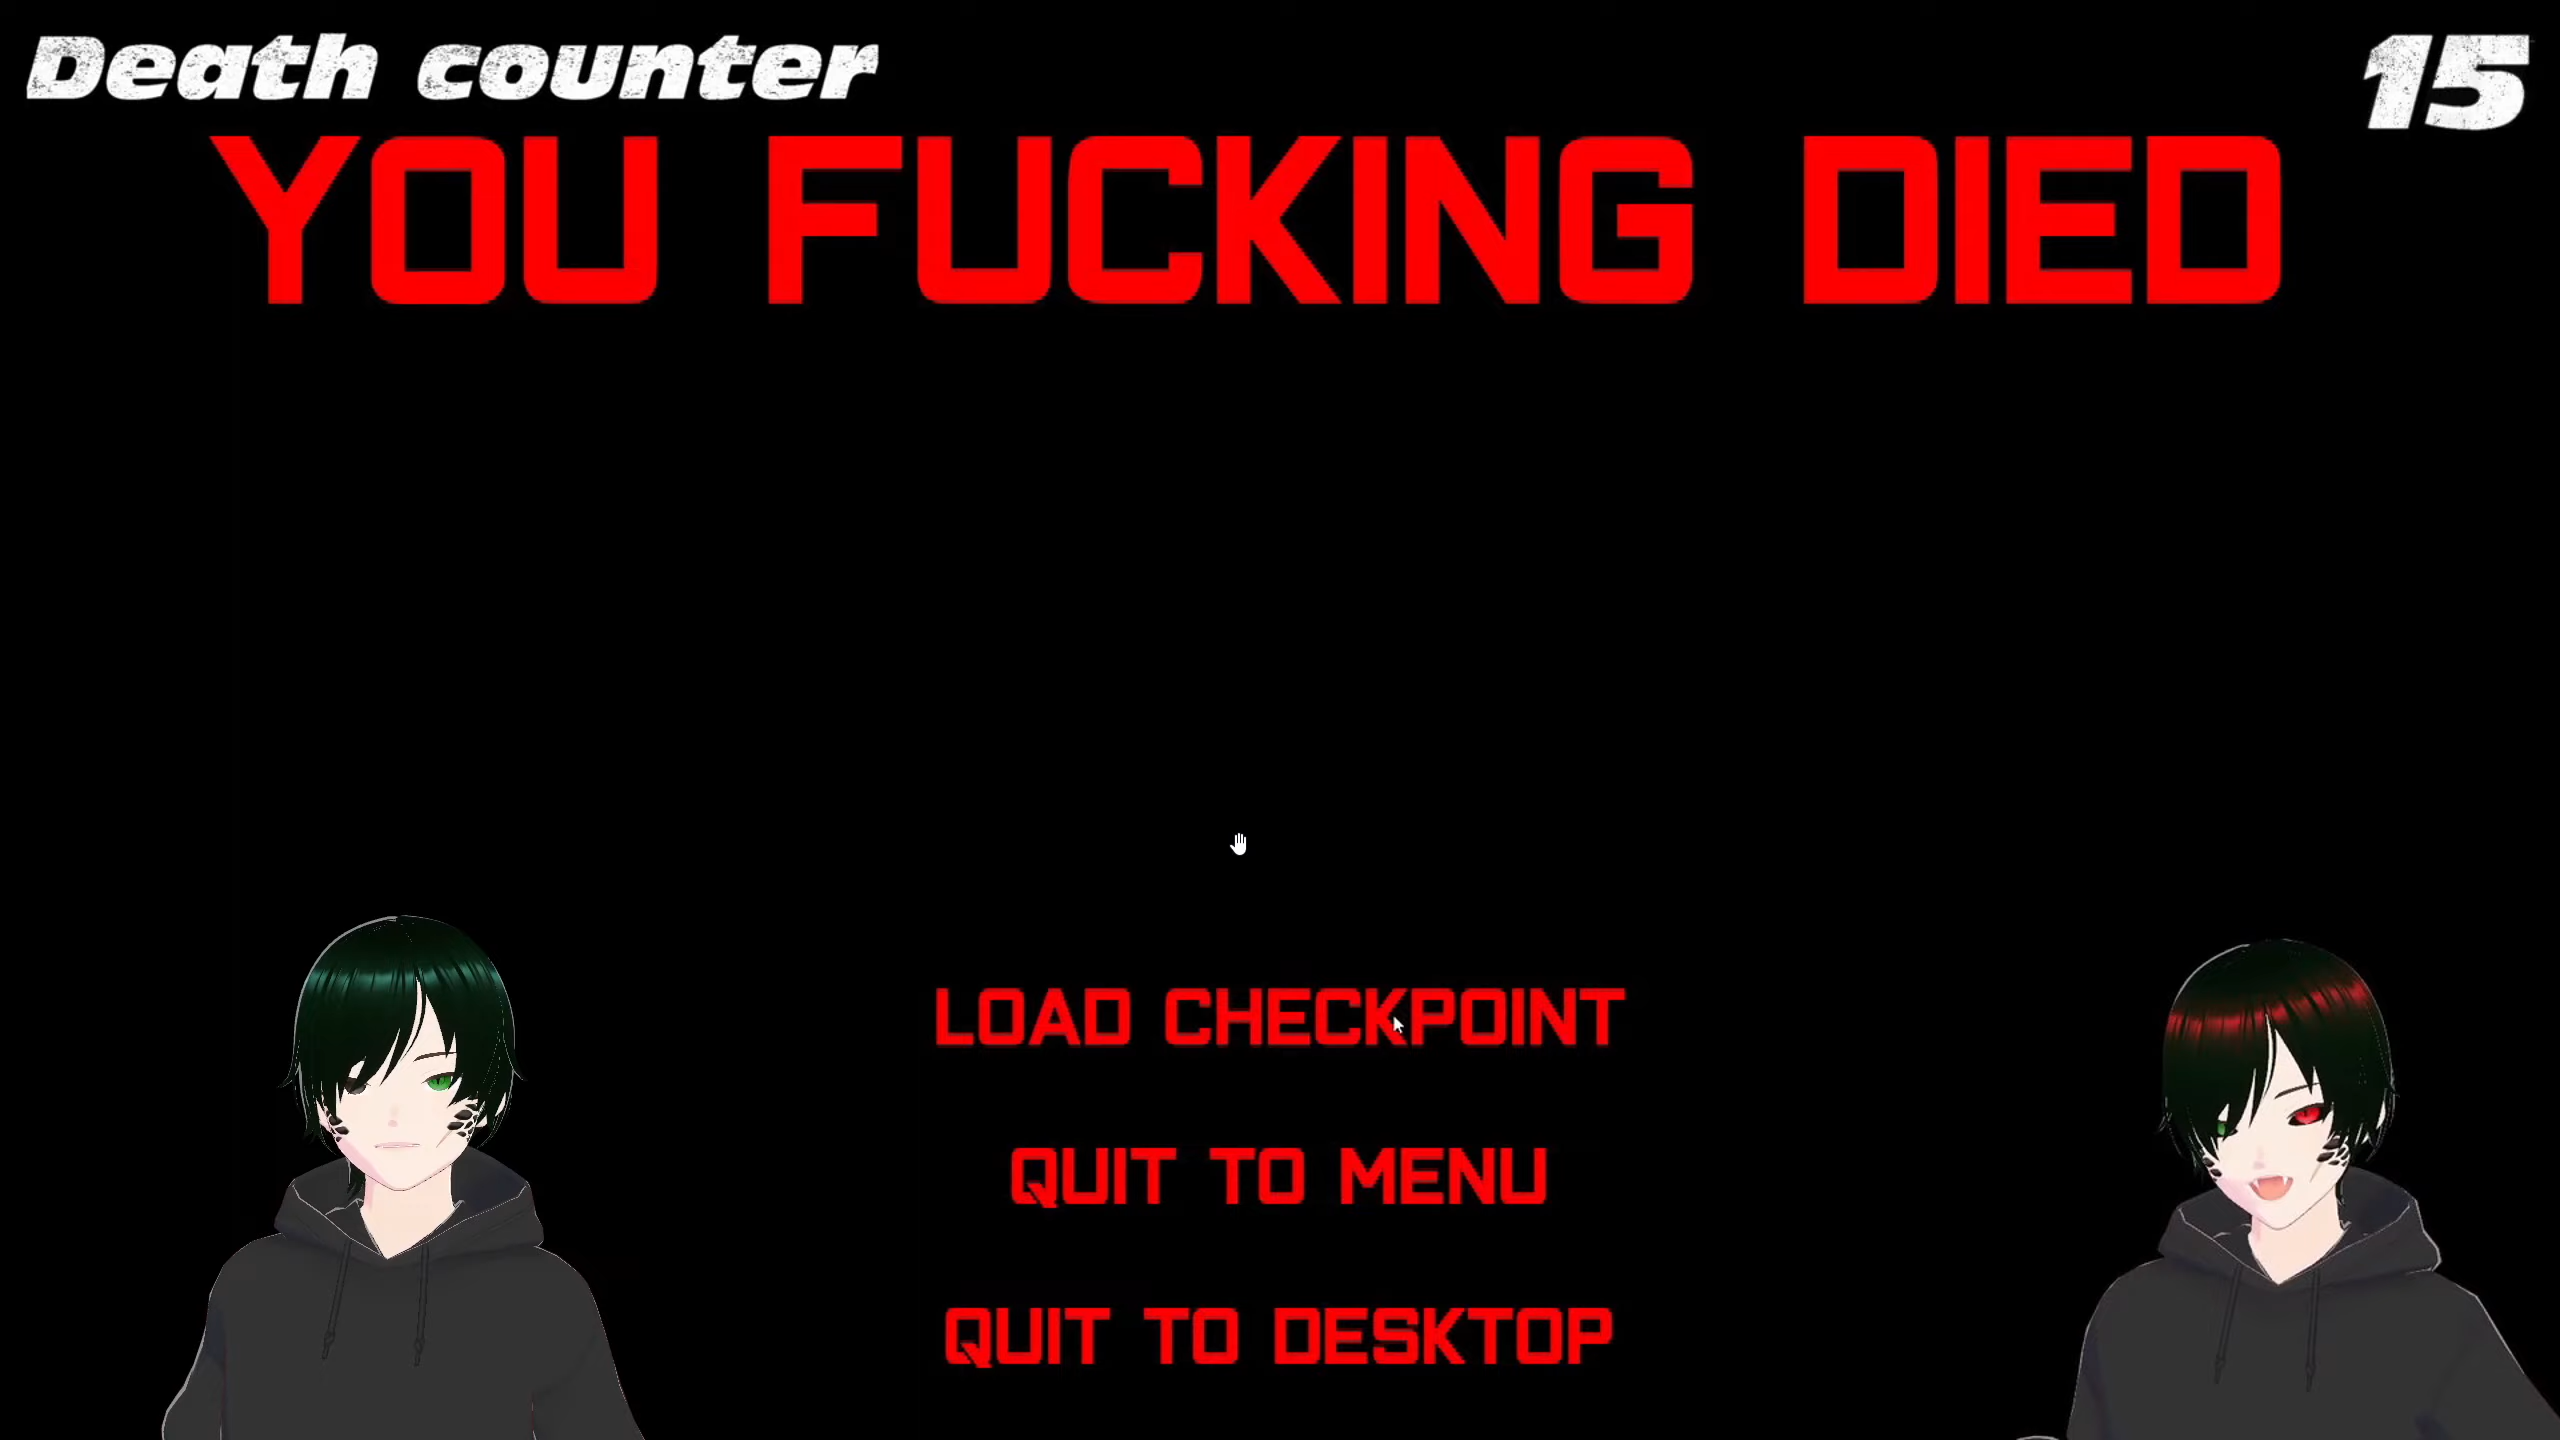 Death counter
15
YOU FUCKING DIED
LOAD CHECKPOINT
QUIT TO MENU
QUIT TO DESKTOP